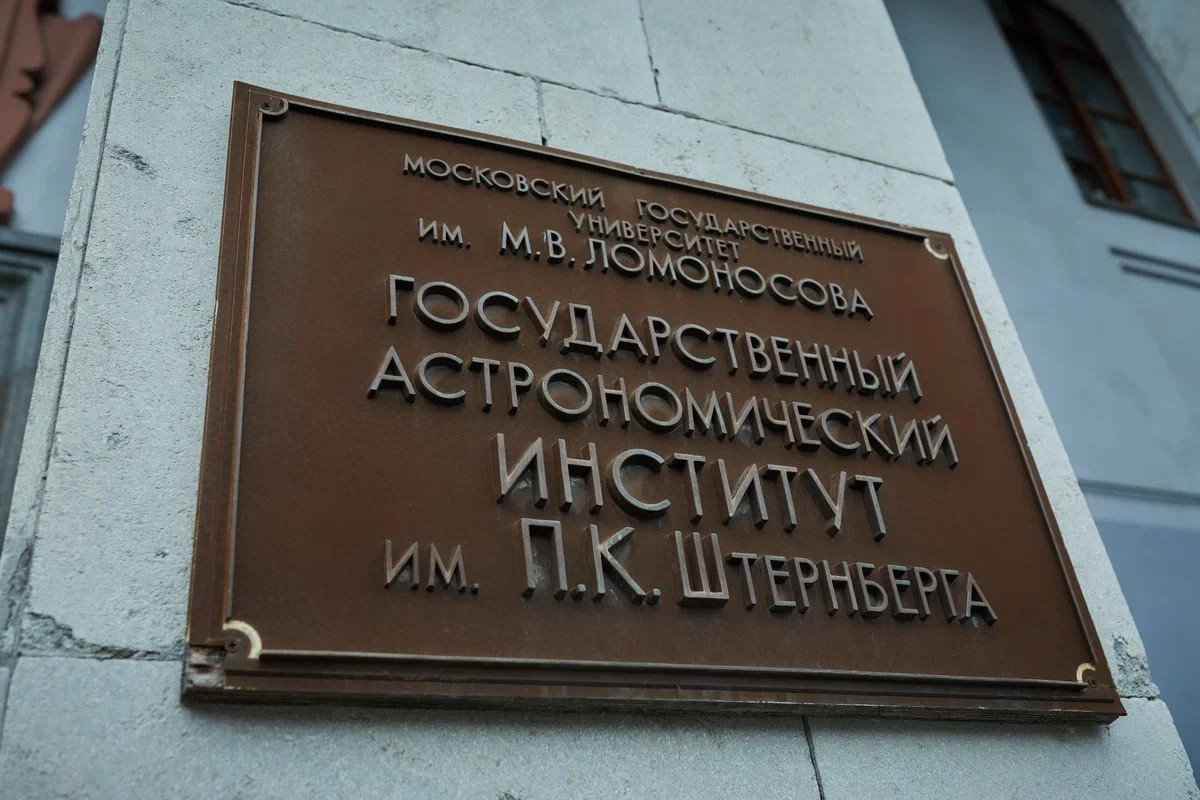 МОСКОВСКИЙ ГОСУДАРСТВЕННЫЙ
УНИВЕРСИТЕТ
ИМ. М.В. ЛОМОНОСОВА
ГОСУДАРСТВЕННЫЙ
АСТРОНОМИЧЕСКИЙ
ИНСТИТУТ
ИМ. П.К. ШТЕРНБЕРГА